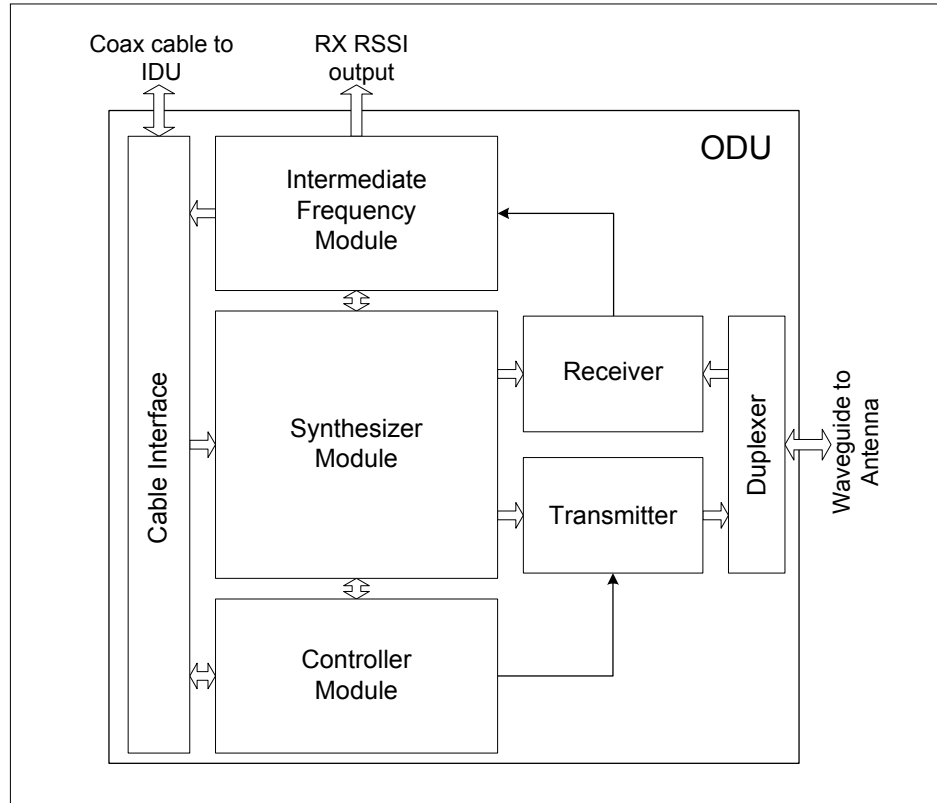 Coax cable to
IDU
RX RSSI
output
ODU
Intermediate
Frequency
Module
Cable Interface
Synthesizer
Module
Receiver
Transmitter
Duplexer
Waveguide to
Antenna
Controller
Module